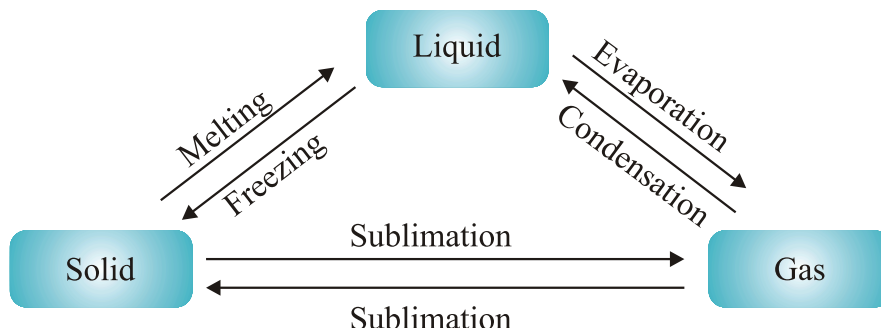 Liquid
Melting
Freezing
Evaporation
Condensation
Solid
Sublimation
Gas
Sublimation